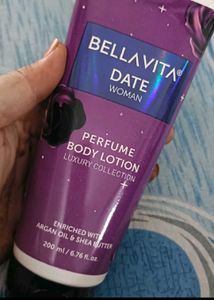 BELLAVITA®
DATE
WOMAN
PERFUME
BODY LOTION
LUXURY COLLECTION
ENRICHED WITH
ARGAN OIL & SHEA BUTTER
200 ml / 6.76 fl. oz